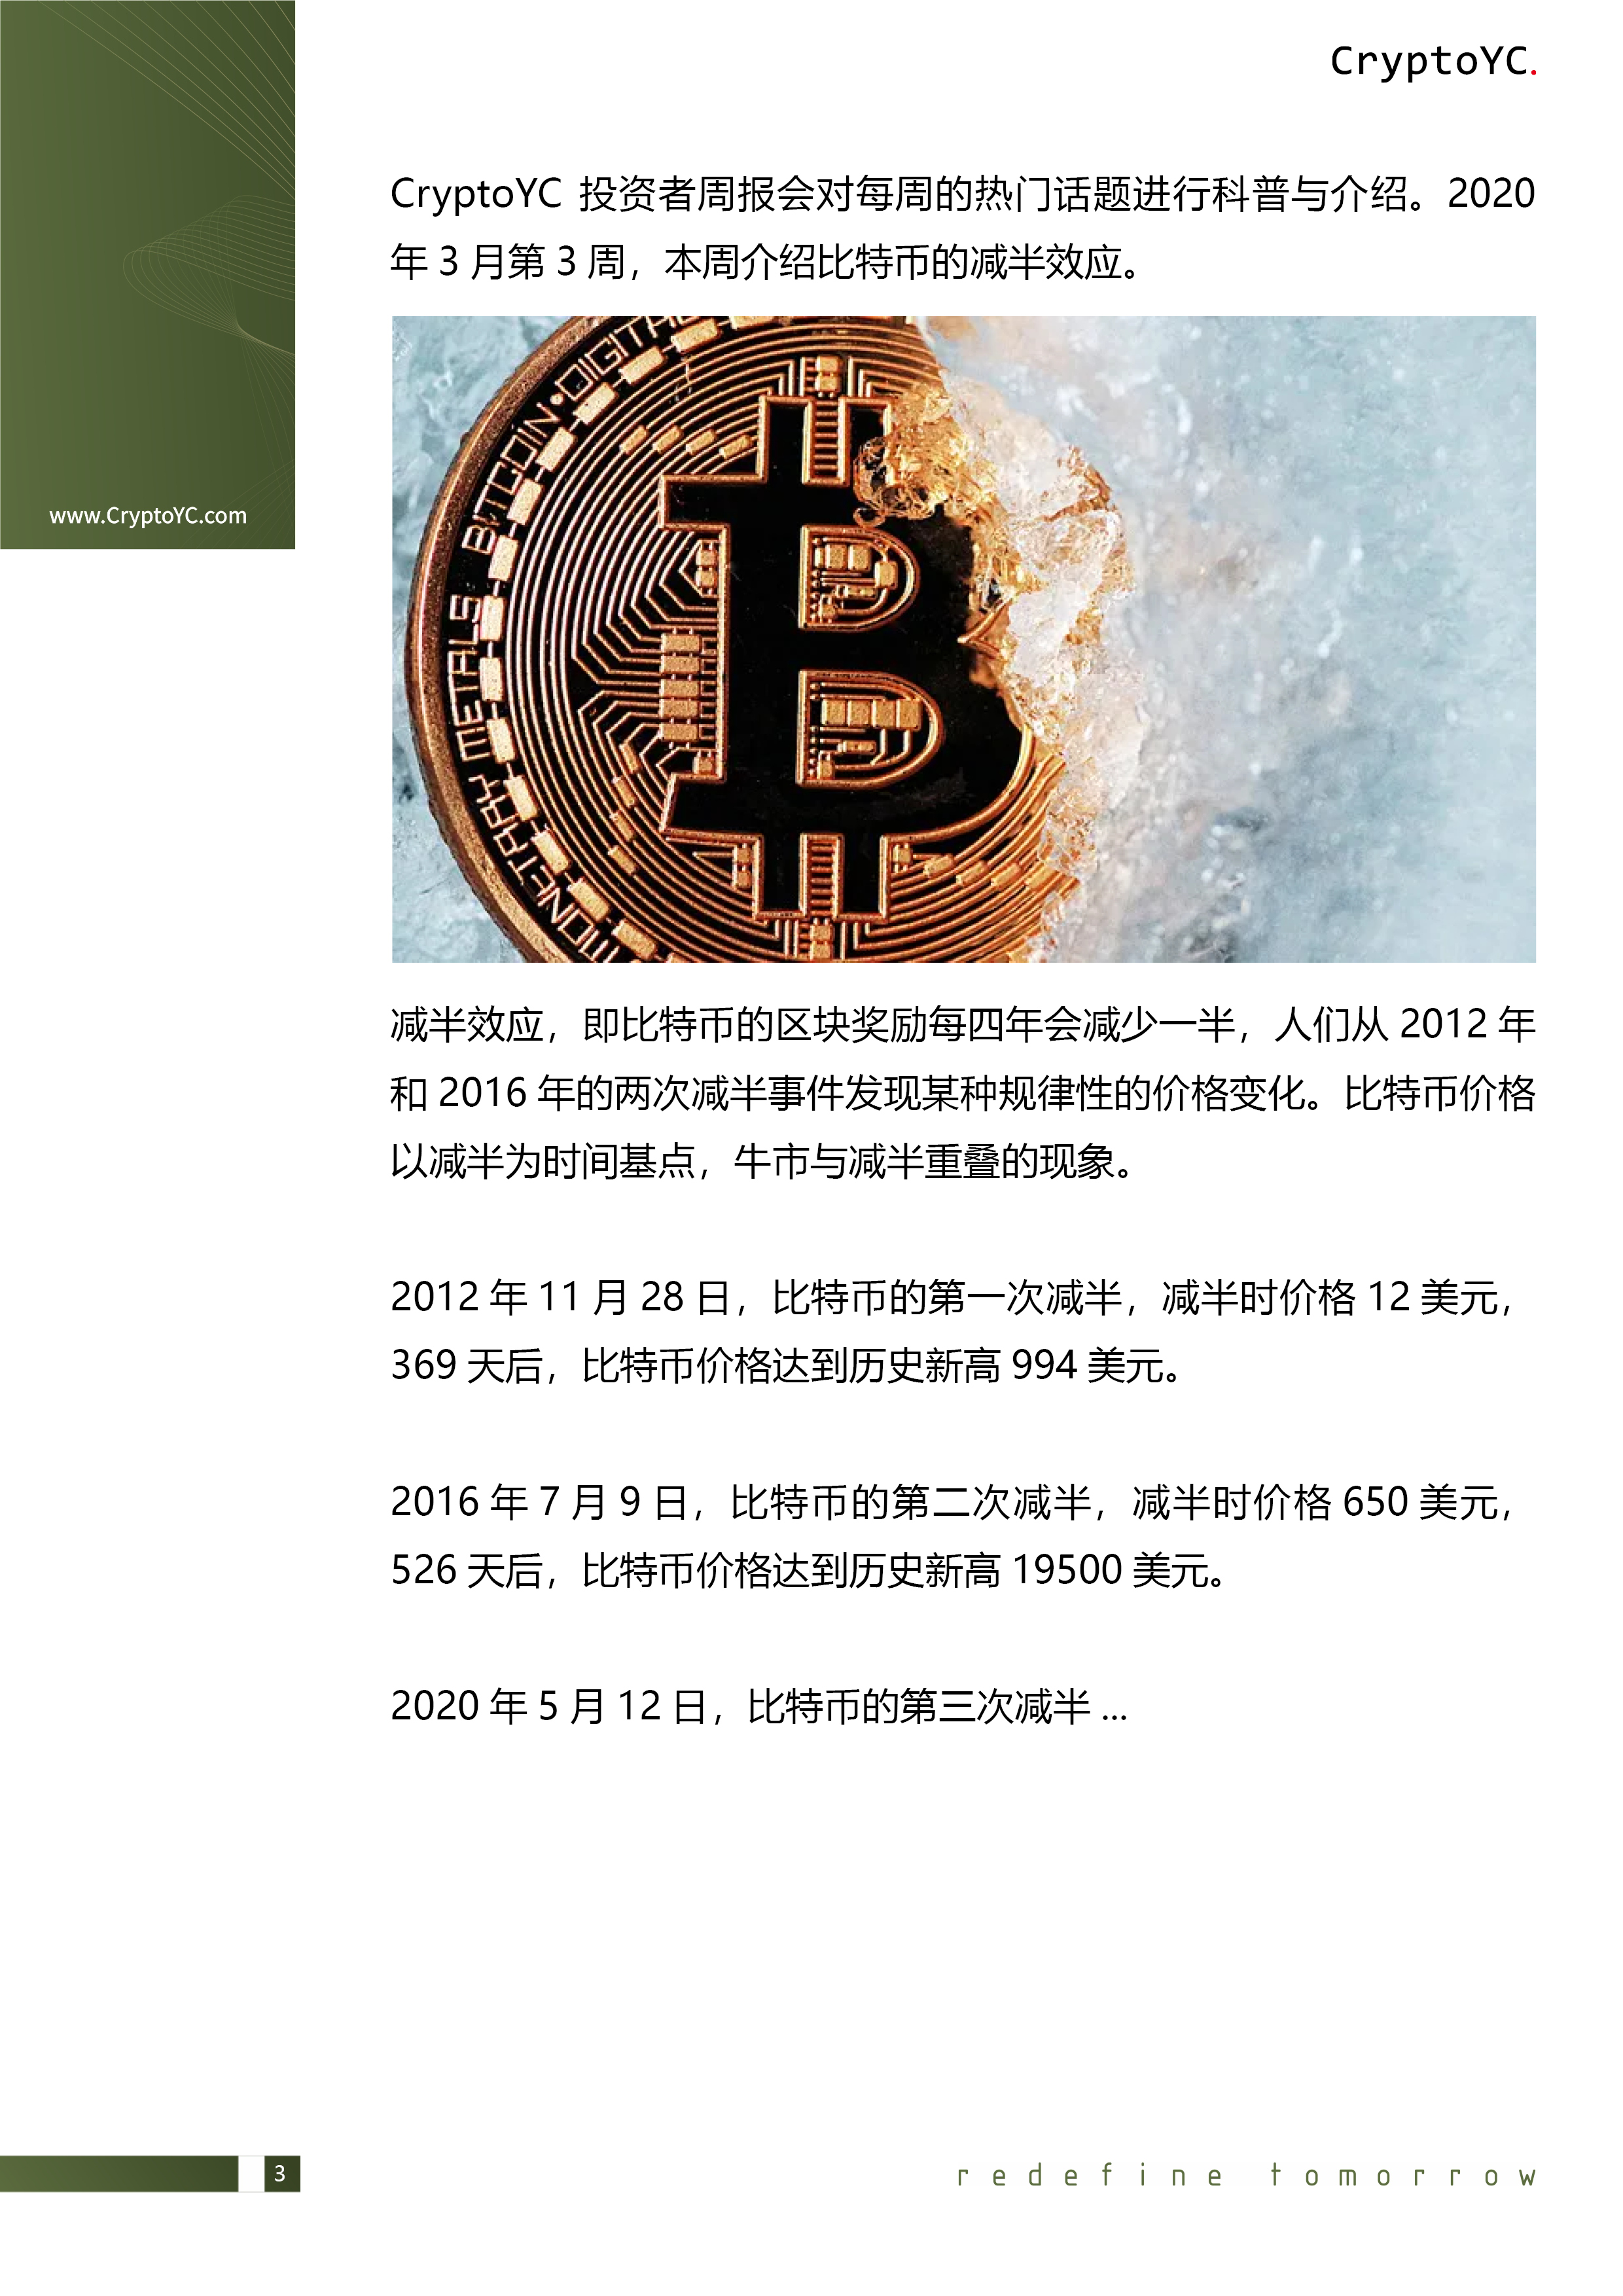 CryptoYC.
www.CryptoYC.com
CryptoYC 投资者周报会对每周的热门话题进行科普与介绍。2020
年 3 月第 3 周，本周介绍比特币的减半效应。
MONETARY METALS BITCOIN•DIGITAL
减半效应，即比特币的区块奖励每四年会减少一半，人们从 2012 年
和 2016 年的两次减半事件发现某种规律性的价格变化。比特币价格
以减半为时间基点，牛市与减半重叠的现象。
2012 年 11 月 28 日，比特币的第一次减半，减半时价格 12 美元，
369 天后，比特币价格达到历史新高 994 美元。
2016 年 7 月 9 日，比特币的第二次减半，减半时价格 650 美元，
526 天后，比特币价格达到历史新高 19500 美元。
2020 年 5 月 12 日，比特币的第三次减半 ...
3
redefine tomorrow